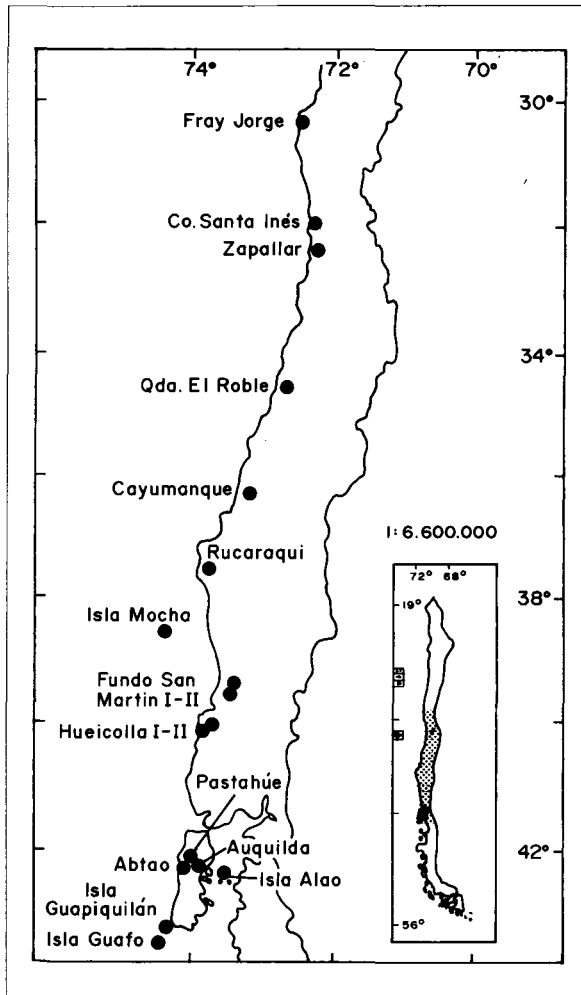 74° 72° 70°
30°
Fray Jorge
Co. Santa Inés
Zapallar
34°
Qda. El Roble
Cayumanque
1: 6.600.000
Rucaraqui
72° 68°
19°
38°
Isla Mocha
Fundo San
Martin I-II
Hueicolla I-II
Pastahúe
42°
Auquilda
Abtao
Isla Alao
Isla
Guapiquilán
56°
Isla Guafo